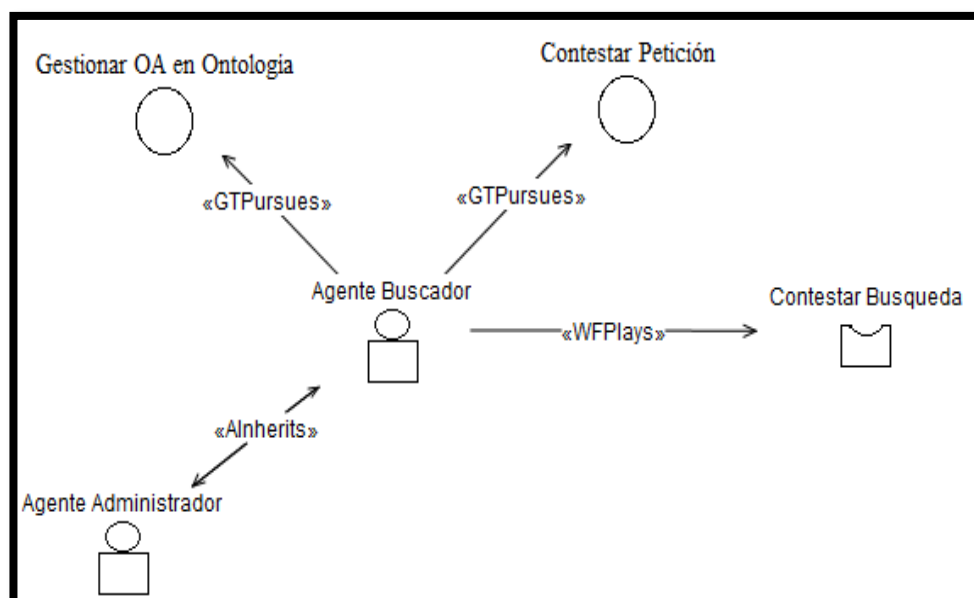 Contestar Petición
Gestionar OA en Ontologia
«GTPursues»
«GTPursues»
Agente Buscador
Contestar Busqueda
«WFPlays»
«AInherits»
Agente Administrador